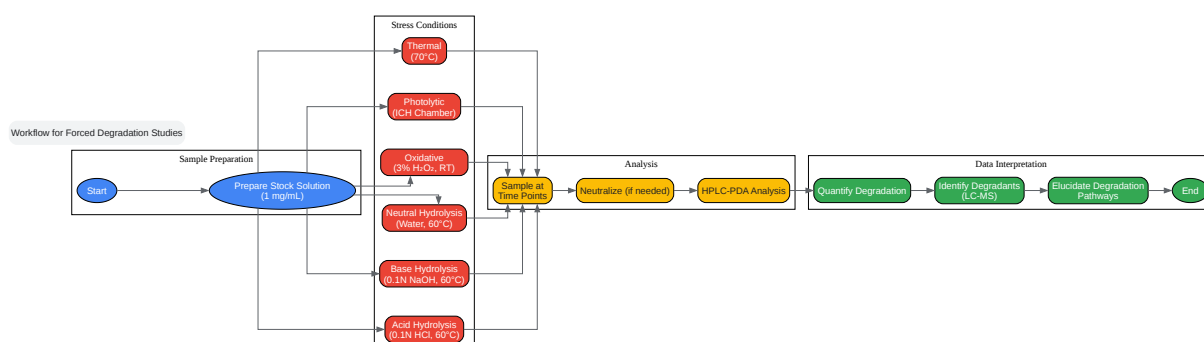 Workflow for Forced Degradation Studies
Sample Preparation
Start
Prepare Stock Solution
(1 mg/mL)
Stress Conditions
Thermal
(70°C)
Photolytic
(ICH Chamber)
Oxidative
(3% H₂O₂, RT)
Neutral Hydrolysis
(Water, 60°C)
Base Hydrolysis
(0.1N NaOH, 60°C)
Acid Hydrolysis
(0.1N HCl, 60°C)
Analysis
Sample at
Time Points
Neutralize (if needed)
HPLC-PDA Analysis
Data Interpretation
Quantify Degradation
Identify Degradants
(LC-MS)
Elucidate Degradation
Pathways
End